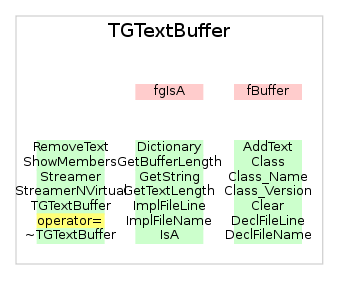 TGTextBuffer
fgIsA fBuffer
RemoveText Dictionary AddText
ShowMembers GetBufferLength Class
Streamer GetString Class_Name
StreamerNVirtual GetTextLength Class_Version
TGTextBuffer ImplFileLine Clear
operator= ImplFileName DeclFileLine
~TGTextBuffer IsA DeclFileName